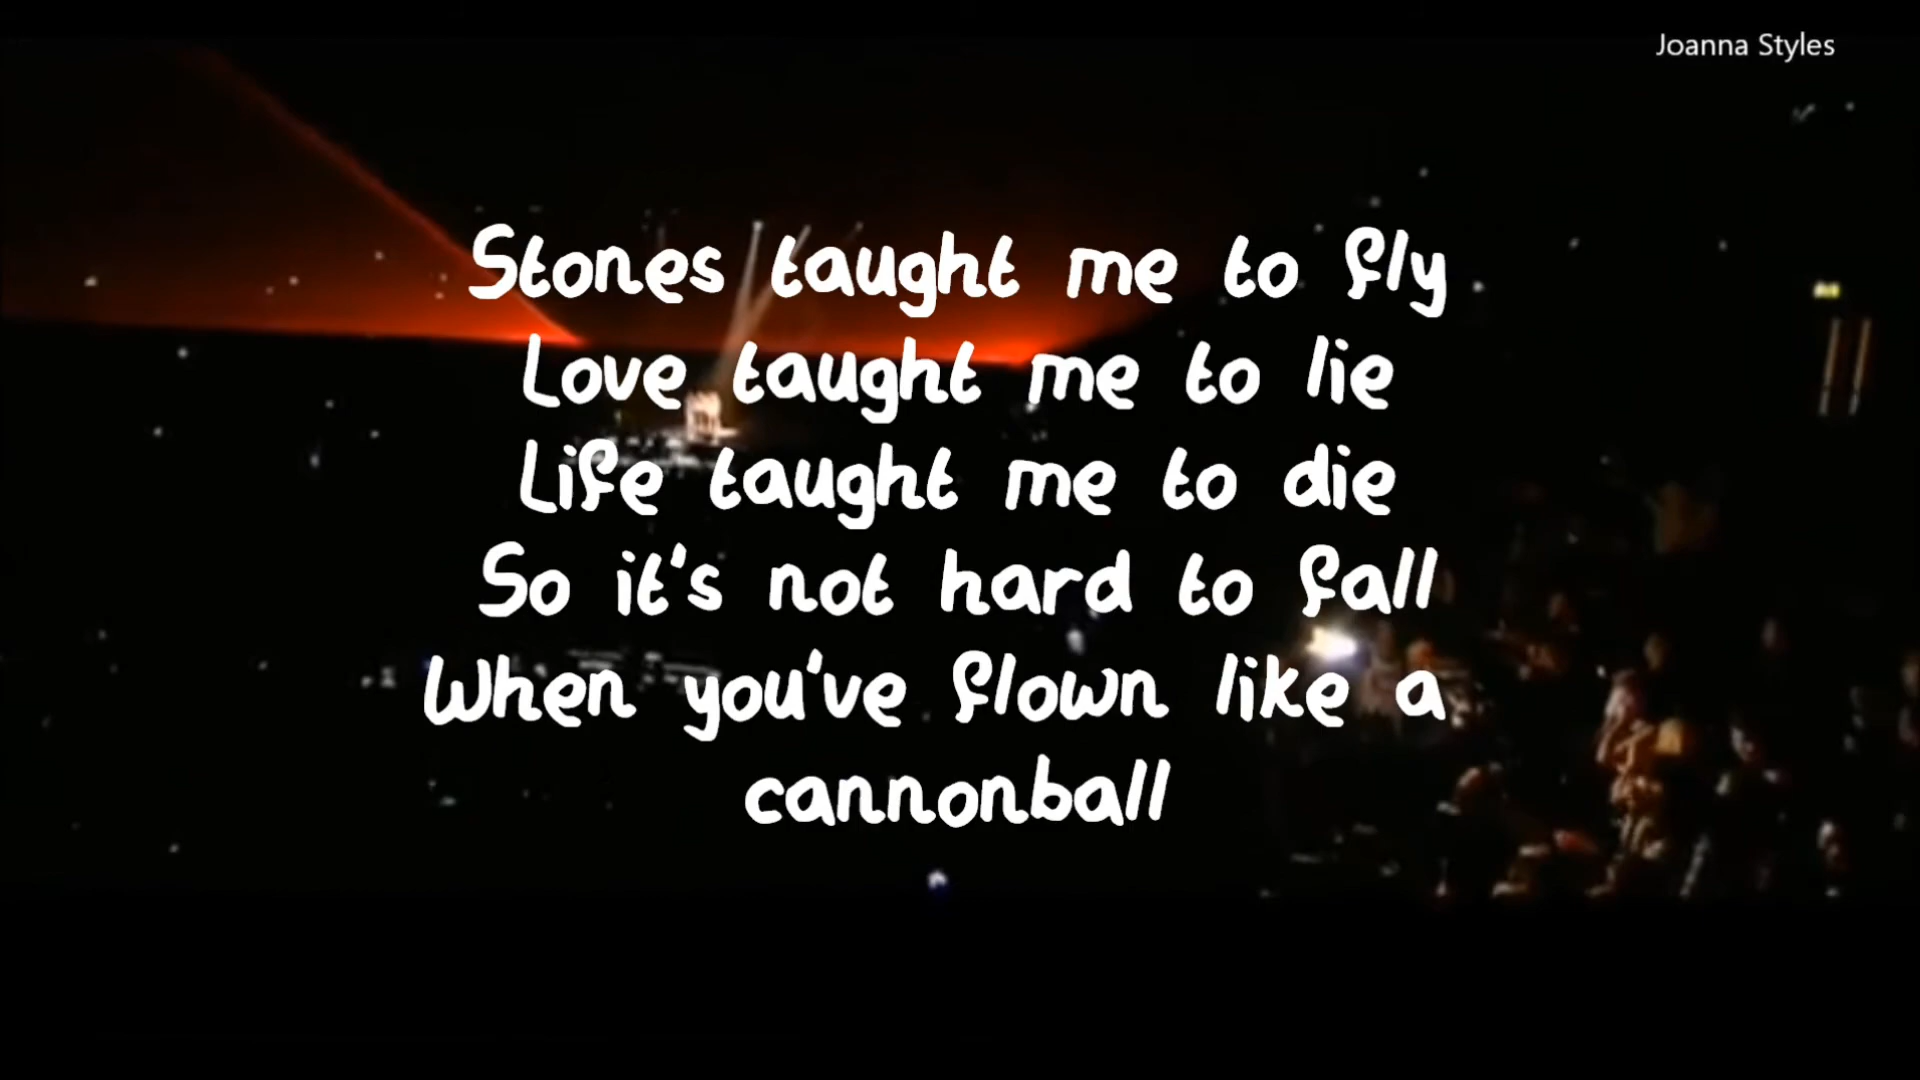 Joanna Styles
Stones taught me to fly
Love taught me to lie
Life taught me to die
So it's not hard to fall
When you've flown like a
cannonball